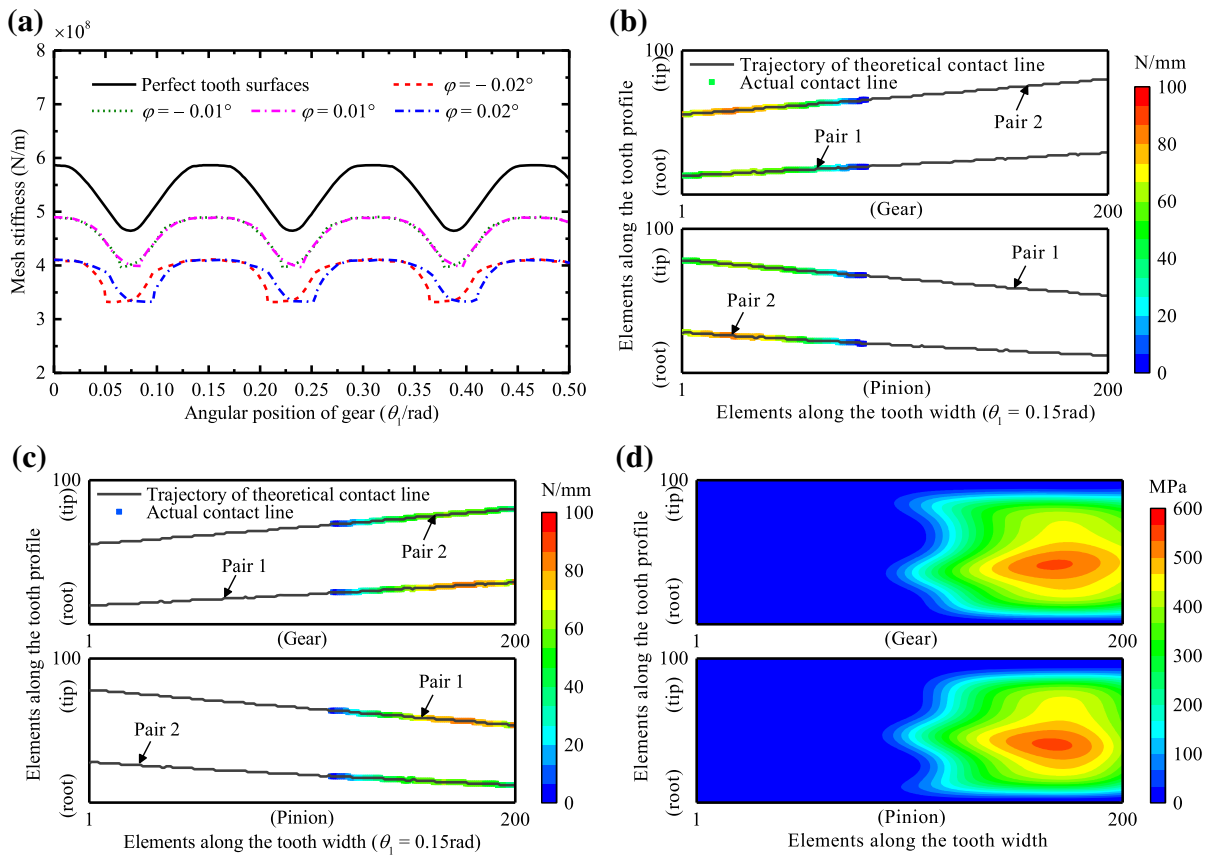 (a)
×10⁸
8
7
6
5
4
3
2
Mesh stiffness (N/m)
Perfect tooth surfaces
φ = − 0.02°
φ = − 0.01°
φ = 0.01°
φ = 0.02°
0
0.05
0.10
0.15
0.20
0.25
0.30
0.35
0.40
0.45
0.50
Angular position of gear (θ₁/rad)
(b)
Elements along the tooth profile
100
(tip)
(root)
Trajectory of theoretical contact line
Actual contact line
Pair 1
Pair 2
1
(Gear)
200
100
(tip)
(root)
Pair 1
Pair 2
1
(Pinion)
200
Elements along the tooth width (θ₁ = 0.15rad)
N/mm
100
80
60
40
20
0
(c)
Elements along the tooth profile
100
(tip)
(root)
Trajectory of theoretical contact line
Actual contact line
Pair 1
Pair 2
1
(Gear)
200
100
(tip)
(root)
Pair 1
Pair 2
1
(Pinion)
200
Elements along the tooth width (θ₁ = 0.15rad)
N/mm
100
80
60
40
20
0
(d)
Elements along the tooth profile
100
(tip)
(root)
1
(Gear)
200
100
(tip)
(root)
1
(Pinion)
200
Elements along the tooth width
MPa
600
500
400
300
200
100
0